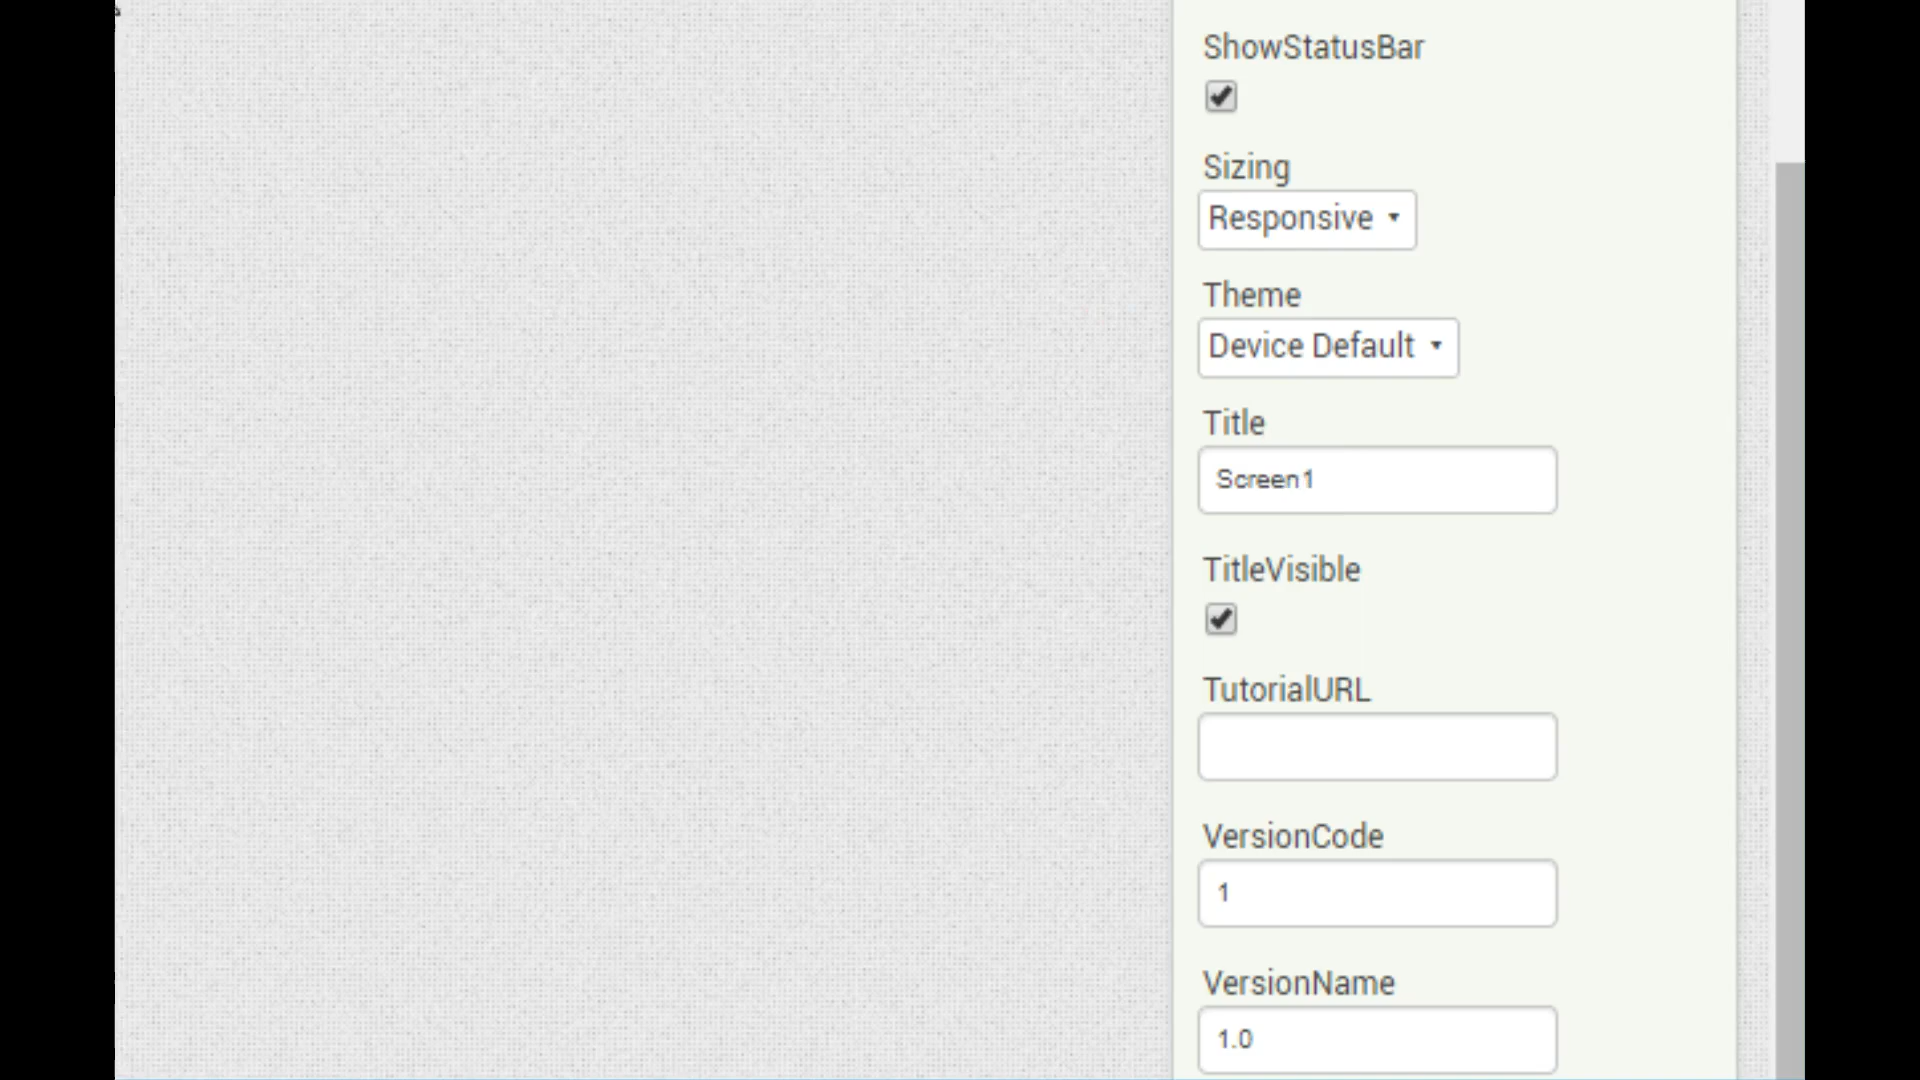 ShowStatusBar
Sizing
Responsive
Theme
Device Default
Title
Screen1
TitleVisible
TutorialURL
VersionCode
1
VersionName
1.0